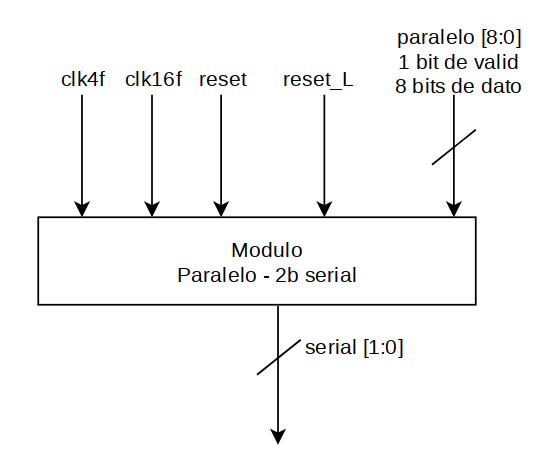 paralelo [8:0]
1 bit de valid
8 bits de dato
clk4f clk16f reset reset_L
Modulo
Paralelo - 2b serial
serial [1:0]